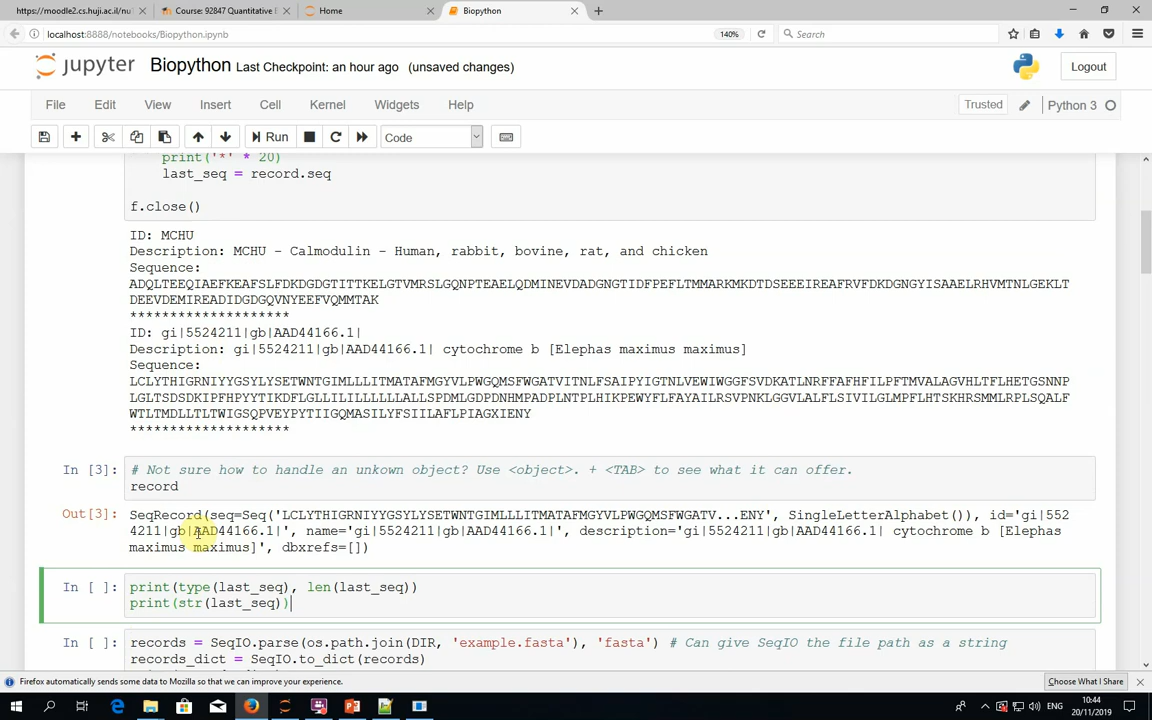 https://moodle2.cs.huji.ac.il/nu
Course: 92847 Quantitative
Home
Biopython
localhost:8888/notebooks/Biopython.ipynb
140%
Search
jupyter Biopython Last Checkpoint: an hour ago (unsaved changes)
Logout
File Edit View Insert Cell Kernel Widgets Help
Trusted
Python 3
Run
Code
print('*' * 20)
last_seq = record.seq
f.close()
ID: MCHU
Description: MCHU - Calmodulin - Human, rabbit, bovine, rat, and chicken
Sequence:
ADQLTEEQIAEFKEAFSLFDKDGDGTITTKELGTVMRSLGQNPTEAELQDMINEVDADGNGTIDFPEFLTMMARKMKDTDSEEEIREAFRVFDKDGNGYISAAELRHVMTNLGEKLT
DEEVDEMIREADIDGDGQVNYEEFVQMMTAK
********************
ID: gi|5524211|gb|AAD44166.1|
Description: gi|5524211|gb|AAD44166.1| cytochrome b [Elephas maximus maximus]
Sequence:
LCLYTHIGRNIYYGSYLYSETWNTGIMLLLITMATAFMGYVLPWGQMSFWGATVITNLFSAIPYIGTNLVEWIWGGFSVDKATLNRFFAFHFILPFTMVALAGVHLTFLHETGSNNP
LGLTSDSDKIPFHPYYTIKDFLGLLILILLLLLLALLSPDMLGDPDNHMPADPLNTPLHIKPEWYFLFAYAILRSVPNKLGGVLALFLSIVILGLMPFLHTSKHRSMMLRPLSQALF
WTLTMDLLTLTWIGSQPVEYPYTIIGQMASILYFSIILAFLPIAGXIENY
********************
In [3]: # Not sure how to handle an unkown object? Use <object>. + <TAB> to see what it can offer.
record
Out[3]: SeqRecord(seq=Seq('LCLYTHIGRNIYYGSYLYSETWNTGIMLLLITMATAFMGYVLPWGQMSFWGATV...ENY', SingleLetterAlphabet()), id='gi|552
4211|gb|AAD44166.1|', name='gi|5524211|gb|AAD44166.1|', description='gi|5524211|gb|AAD44166.1| cytochrome b [Elephas
maximus maximus]', dbxrefs=[])
In [ ]: print(type(last_seq), len(last_seq))
print(str(last_seq))
In [ ]: records = SeqIO.parse(os.path.join(DIR, 'example.fasta'), 'fasta') # Can give SeqIO the file path as a string
records_dict = SeqIO.to_dict(records)
Firefox automatically sends some data to Mozilla so that we can improve your experience.
Choose What I Share
ENG
10:44
20/11/2019